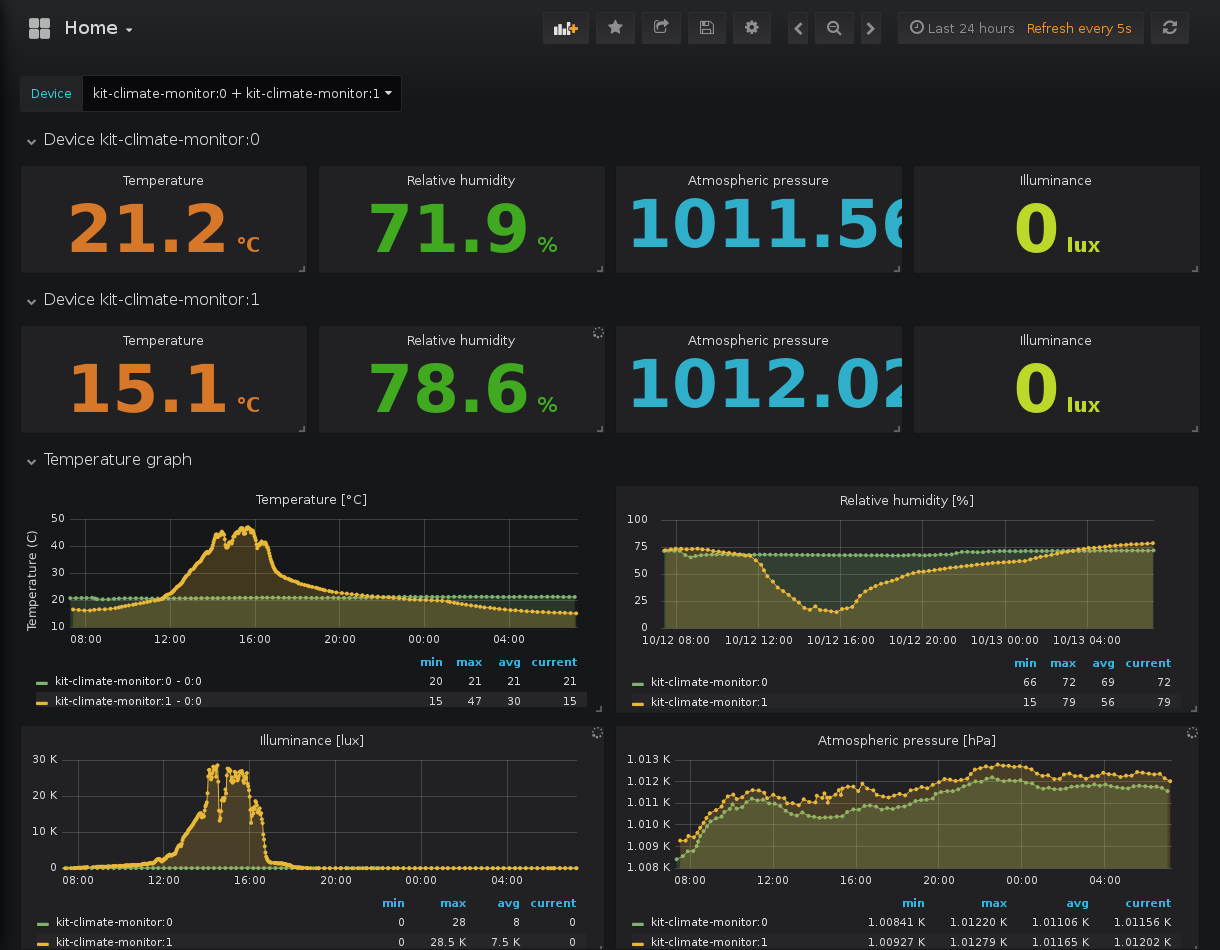 Home
Last 24 hours Refresh every 5s
Device kit-climate-monitor:0 + kit-climate-monitor:1
Device kit-climate-monitor:0
Temperature Relative humidity Atmospheric pressure Illuminance
21.2 °C 71.9 % 1011.56 0 lux
Device kit-climate-monitor:1
Temperature Relative humidity Atmospheric pressure Illuminance
15.1 °C 78.6 % 1012.02 0 lux
Temperature graph
Temperature [°C]
Temperature (C)
50
40
30
20
10
08:00 12:00 16:00 20:00 00:00 04:00
min max avg current
kit-climate-monitor:0 - 0:0 20 21 21 21
kit-climate-monitor:1 - 0:0 15 47 30 15
Relative humidity [%]
100
75
50
25
0
10/12 08:00 10/12 12:00 10/12 16:00 10/12 20:00 10/13 00:00 10/13 04:00
min max avg current
kit-climate-monitor:0 66 72 69 72
kit-climate-monitor:1 15 79 56 79
Illuminance [lux]
30 K
20 K
10 K
0
08:00 12:00 16:00 20:00 00:00 04:00
min max avg current
kit-climate-monitor:0 0 28 8 0
kit-climate-monitor:1 0 28.5 K 7.5 K 0
Atmospheric pressure [hPa]
1.013 K
1.012 K
1.011 K
1.010 K
1.009 K
1.008 K
08:00 12:00 16:00 20:00 00:00 04:00
min max avg current
kit-climate-monitor:0 1.00841 K 1.01220 K 1.01106 K 1.01156 K
kit-climate-monitor:1 1.00927 K 1.01279 K 1.01165 K 1.01202 K